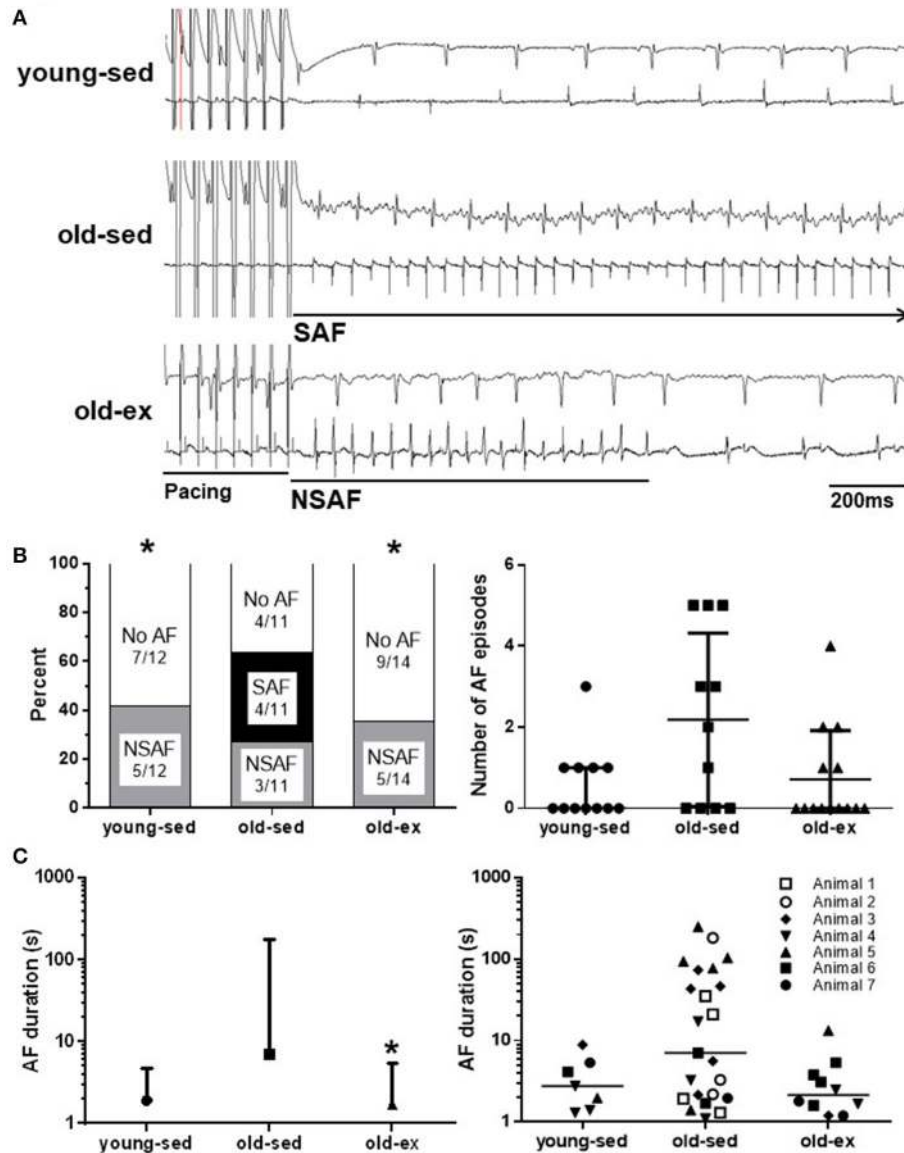 A
young-sed
old-sed
SAF
old-ex
Pacing
NSAF
200ms
B
Percent
100
80
60
40
20
0
*
*
No AF
7/12
NSAF
5/12
No AF
4/11
SAF
4/11
NSAF
3/11
No AF
9/14
NSAF
5/14
young-sed
old-sed
old-ex
Number of AF episodes
6
4
2
0
young-sed
old-sed
old-ex
C
AF duration (s)
1000
100
10
1
*
young-sed
old-sed
old-ex
AF duration (s)
1000
100
10
1
Animal 1
Animal 2
Animal 3
Animal 4
Animal 5
Animal 6
Animal 7
young-sed
old-sed
old-ex